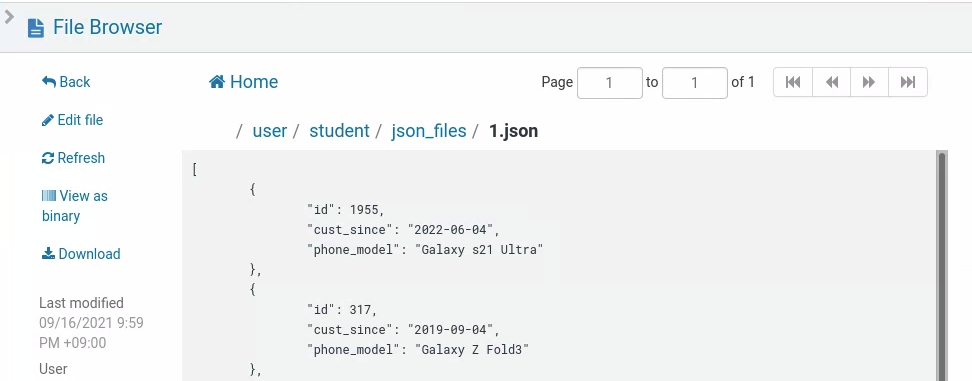 File Browser
Back
Edit file
Refresh
View as
binary
Download
Last modified
09/16/2021 9:59
PM +09:00
User
Home
Page 1 to 1 of 1
/ user / student / json_files / 1.json
[
{
"id": 1955,
"cust_since": "2022-06-04",
"phone_model": "Galaxy s21 Ultra"
},
{
"id": 317,
"cust_since": "2019-09-04",
"phone_model": "Galaxy Z Fold3"
},